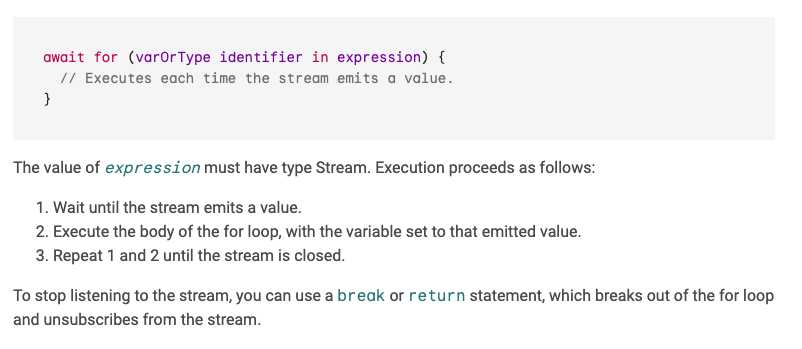 await for (varOrType identifier in expression) {
  // Executes each time the stream emits a value.
}
The value of expression must have type Stream. Execution proceeds as follows:
1. Wait until the stream emits a value.
2. Execute the body of the for loop, with the variable set to that emitted value.
3. Repeat 1 and 2 until the stream is closed.
To stop listening to the stream, you can use a break or return statement, which breaks out of the for loop
and unsubscribes from the stream.